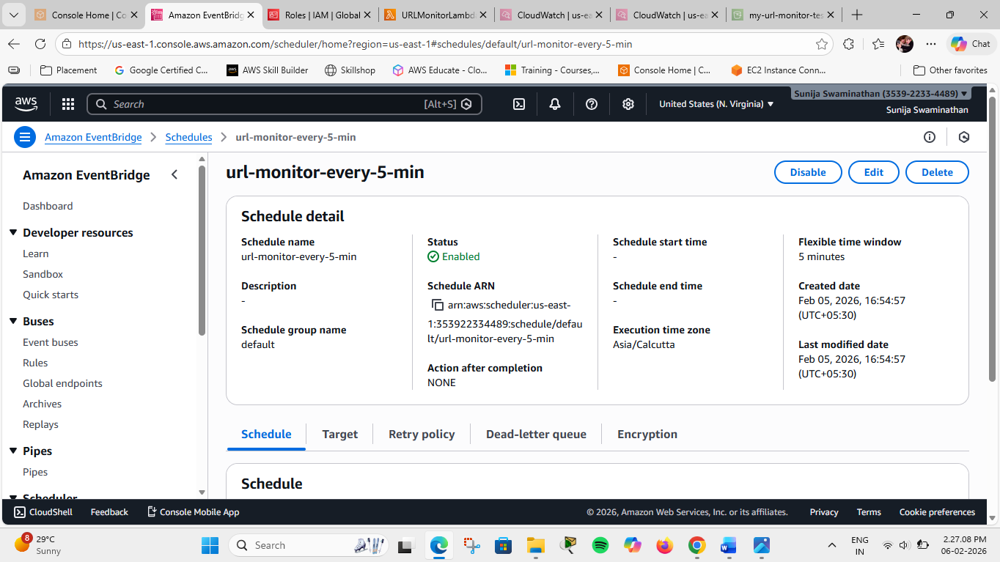 Console Home | Co
Amazon EventBridg
Roles | IAM | Global
URLMonitorLambd
CloudWatch | us-ea
CloudWatch | us-ea
my-url-monitor-tes
https://us-east-1.console.aws.amazon.com/scheduler/home?region=us-east-1#schedules/default/url-monitor-every-5-min
Chat
Placement
Google Certified C...
AWS Skill Builder
Skillshop
AWS Educate - Clo...
Training - Courses,...
Console Home | C...
EC2 Instance Conn...
Other favorites
aws
Search
[Alt+S]
United States (N. Virginia)
Sunija Swaminathan (3539-2233-4489)
Sunija Swaminathan
Amazon EventBridge
Schedules
url-monitor-every-5-min
Amazon EventBridge
Dashboard
Developer resources
Learn
Sandbox
Quick starts
Buses
Event buses
Rules
Global endpoints
Archives
Replays
Pipes
Pipes
Scheduler
url-monitor-every-5-min
Disable
Edit
Delete
Schedule detail
Schedule name
url-monitor-every-5-min
Description
-
Schedule group name
default
Status
Enabled
Schedule ARN
arn:aws:scheduler:us-east-
1:353922334489:schedule/defau
lt/url-monitor-every-5-min
Action after completion
NONE
Schedule start time
-
Schedule end time
-
Execution time zone
Asia/Calcutta
Flexible time window
5 minutes
Created date
Feb 05, 2026, 16:54:57
(UTC+05:30)
Last modified date
Feb 05, 2026, 16:54:57
(UTC+05:30)
Schedule
Target
Retry policy
Dead-letter queue
Encryption
Schedule
CloudShell
Feedback
Console Mobile App
© 2026, Amazon Web Services, Inc. or its affiliates.
Privacy
Terms
Cookie preferences
8
29°C
Sunny
Search
ENG
IN
2.27.08 PM
06-02-2026